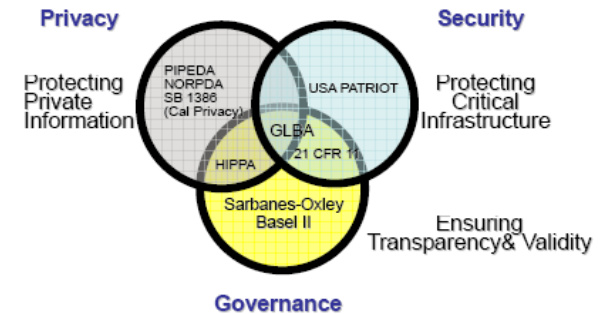 Privacy
Security
Protecting
Private
Information
PIPEDA
NORPDA
SB 1386
(Cal Privacy)
USA PATRIOT
Protecting
Critical
Infrastructure
GLBA
21 CFR 11
HIPPA
Sarbanes-Oxley
Basel II
Ensuring
Transparency& Validity
Governance